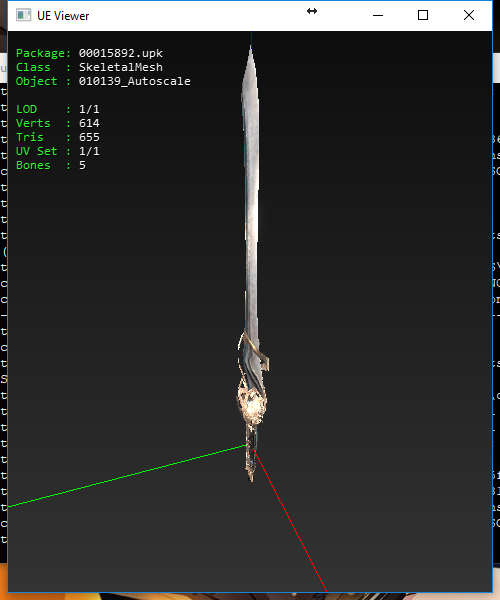 UE Viewer
Package: 00015892.upk
Class  : SkeletalMesh
Object : 010139_Autoscale
LOD    : 1/1
Verts  : 614
Tris   : 655
UV Set : 1/1
Bones  : 5